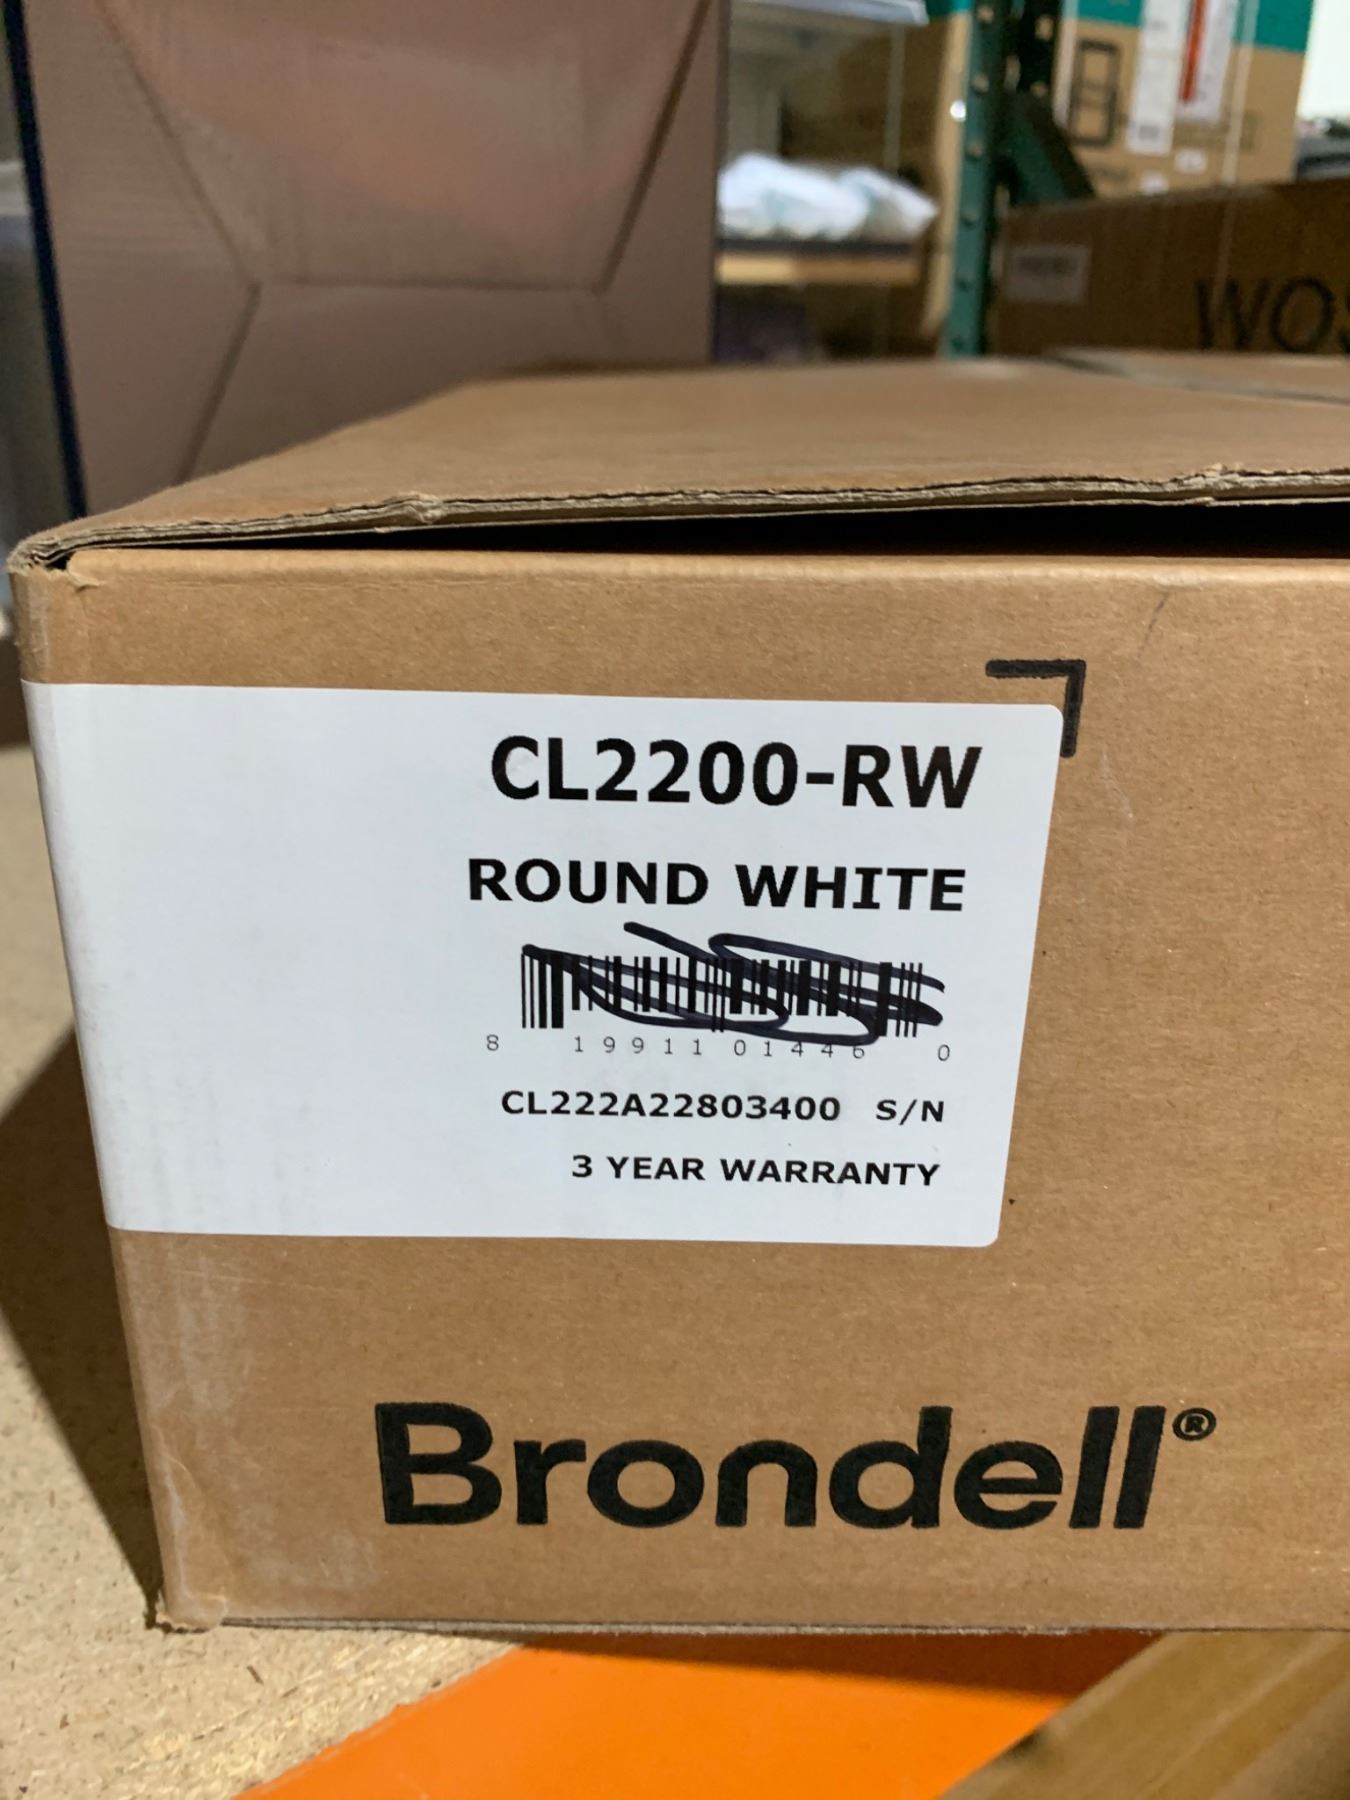 CL2200-RW
ROUND WHITE
8 19911 01446 0
CL222A22803400 S/N
3 YEAR WARRANTY
Brondell®